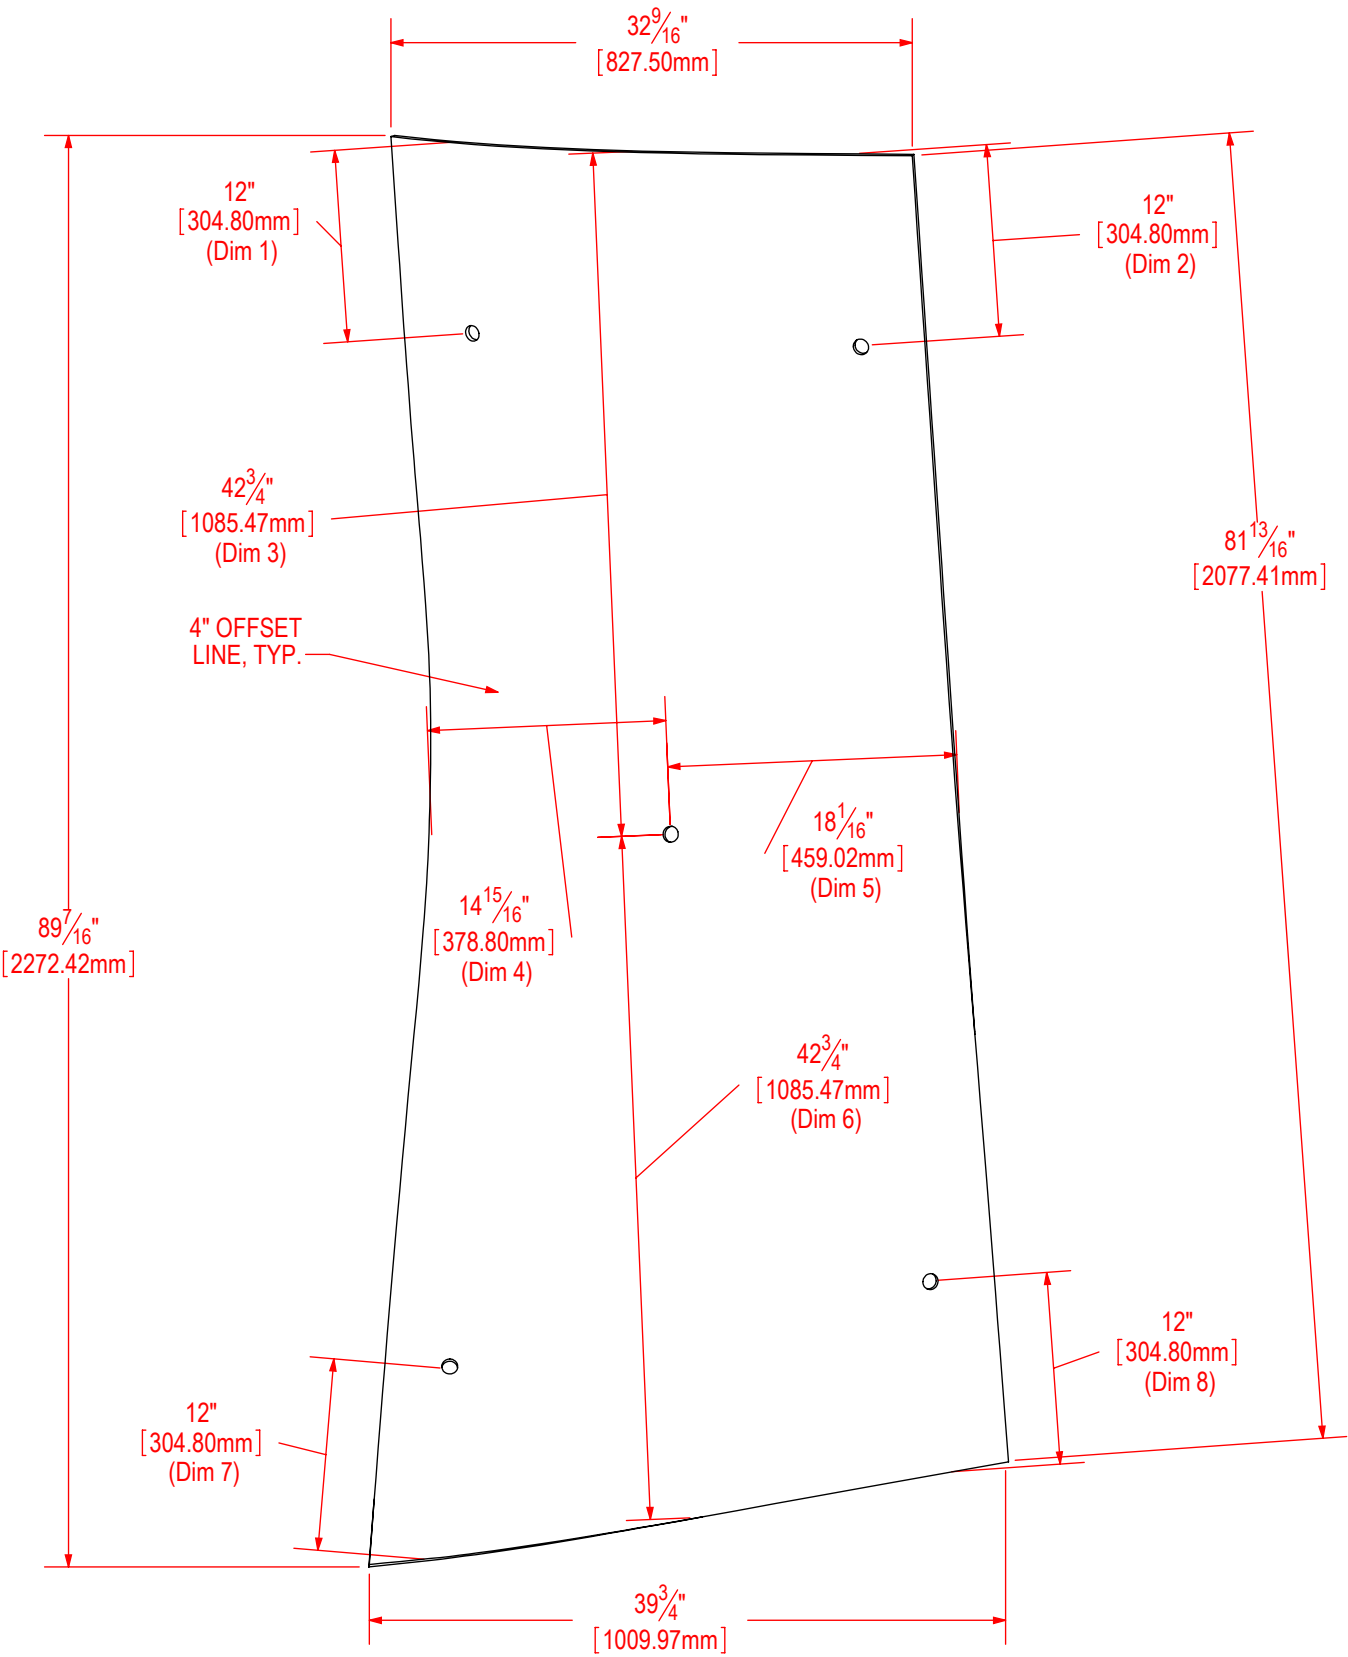 32 9/16"
[827.50mm]
12"
[304.80mm]
(Dim 1)
12"
[304.80mm]
(Dim 2)
42 3/4"
[1085.47mm]
(Dim 3)
81 13/16"
[2077.41mm]
4" OFFSET
LINE, TYP.
18 1/16"
[459.02mm]
(Dim 5)
14 15/16"
[378.80mm]
(Dim 4)
89 7/16"
[2272.42mm]
42 3/4"
[1085.47mm]
(Dim 6)
12"
[304.80mm]
(Dim 8)
12"
[304.80mm]
(Dim 7)
39 3/4"
[1009.97mm]